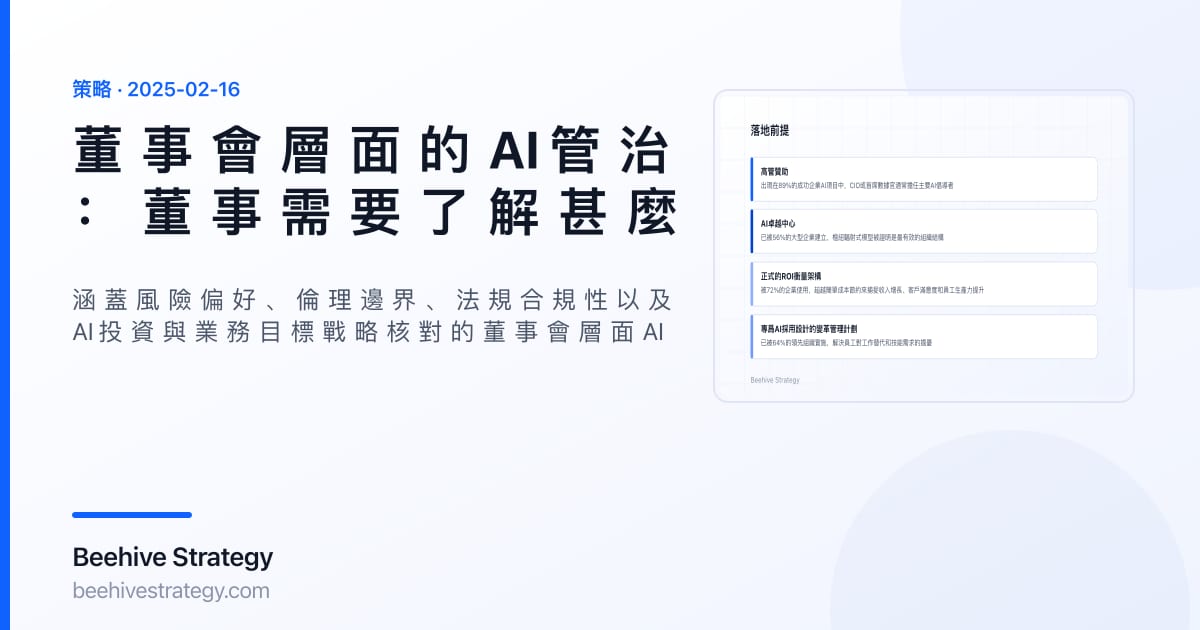 策略 · 2025-02-16
董事會層面的AI管治
：董事需要了解甚麼
涵蓋風險偏好、倫理邊界、法規合規性以及
AI投資與業務目標戰略核對的董事會層面AI
落地前提
高管贊助
出現在89%的成功企業AI項目中，CIO或首席數據官通常擔任主要AI倡導者
AI卓越中心
已被56%的大型企業建立，樞紐輻射式模型被證明是最有效的組織結構
正式的ROI衡量架構
被72%的企業使用，超越簡單成本節約來捕捉收入增長、客戶滿意度和員工生產力提升
專為AI採用設計的變革管理計劃
已被64%的領先組織實施，解決員工對工作替代和技能需求的擔憂
Beehive Strategy
Beehive Strategy
beehivestrategy.com